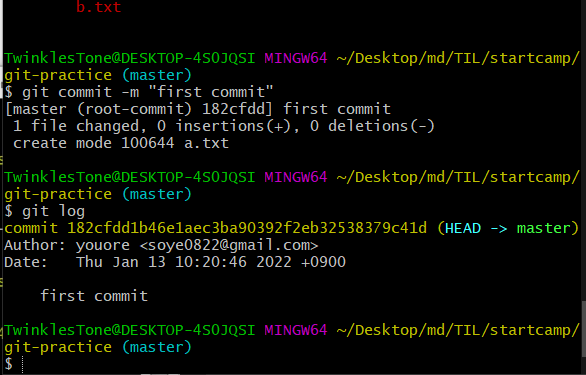 b.txt
TwinklesTone@DESKTOP-4SOJQSI MINGW64 ~/Desktop/md/TIL/startcamp/
git-practice (master)
$ git commit -m "first commit"
[master (root-commit) 182cfdd] first commit
 1 file changed, 0 insertions(+), 0 deletions(-)
 create mode 100644 a.txt
TwinklesTone@DESKTOP-4SOJQSI MINGW64 ~/Desktop/md/TIL/startcamp/
git-practice (master)
$ git log
commit 182cfdd1b46e1aec3ba90392f2eb32538379c41d (HEAD -> master)
Author: youore <soye0822@gmail.com>
Date:   Thu Jan 13 10:20:46 2022 +0900
    first commit
TwinklesTone@DESKTOP-4SOJQSI MINGW64 ~/Desktop/md/TIL/startcamp/
git-practice (master)
$